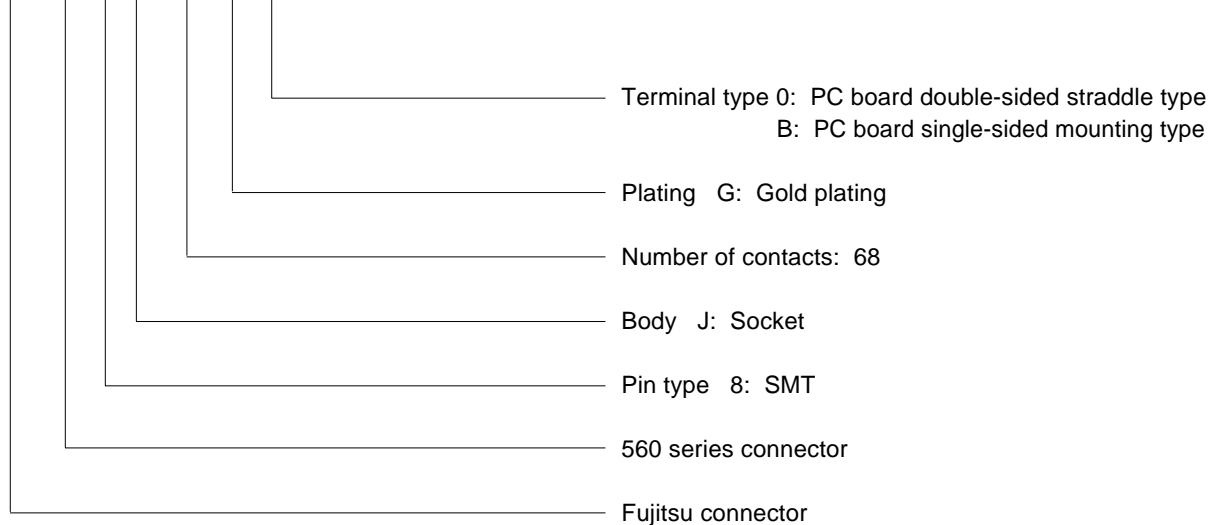 Terminal type 0: PC board double-sided straddle type
B: PC board single-sided mounting type
Plating G: Gold plating
Number of contacts: 68
Body J: Socket
Pin type 8: SMT
560 series connector
Fujitsu connector